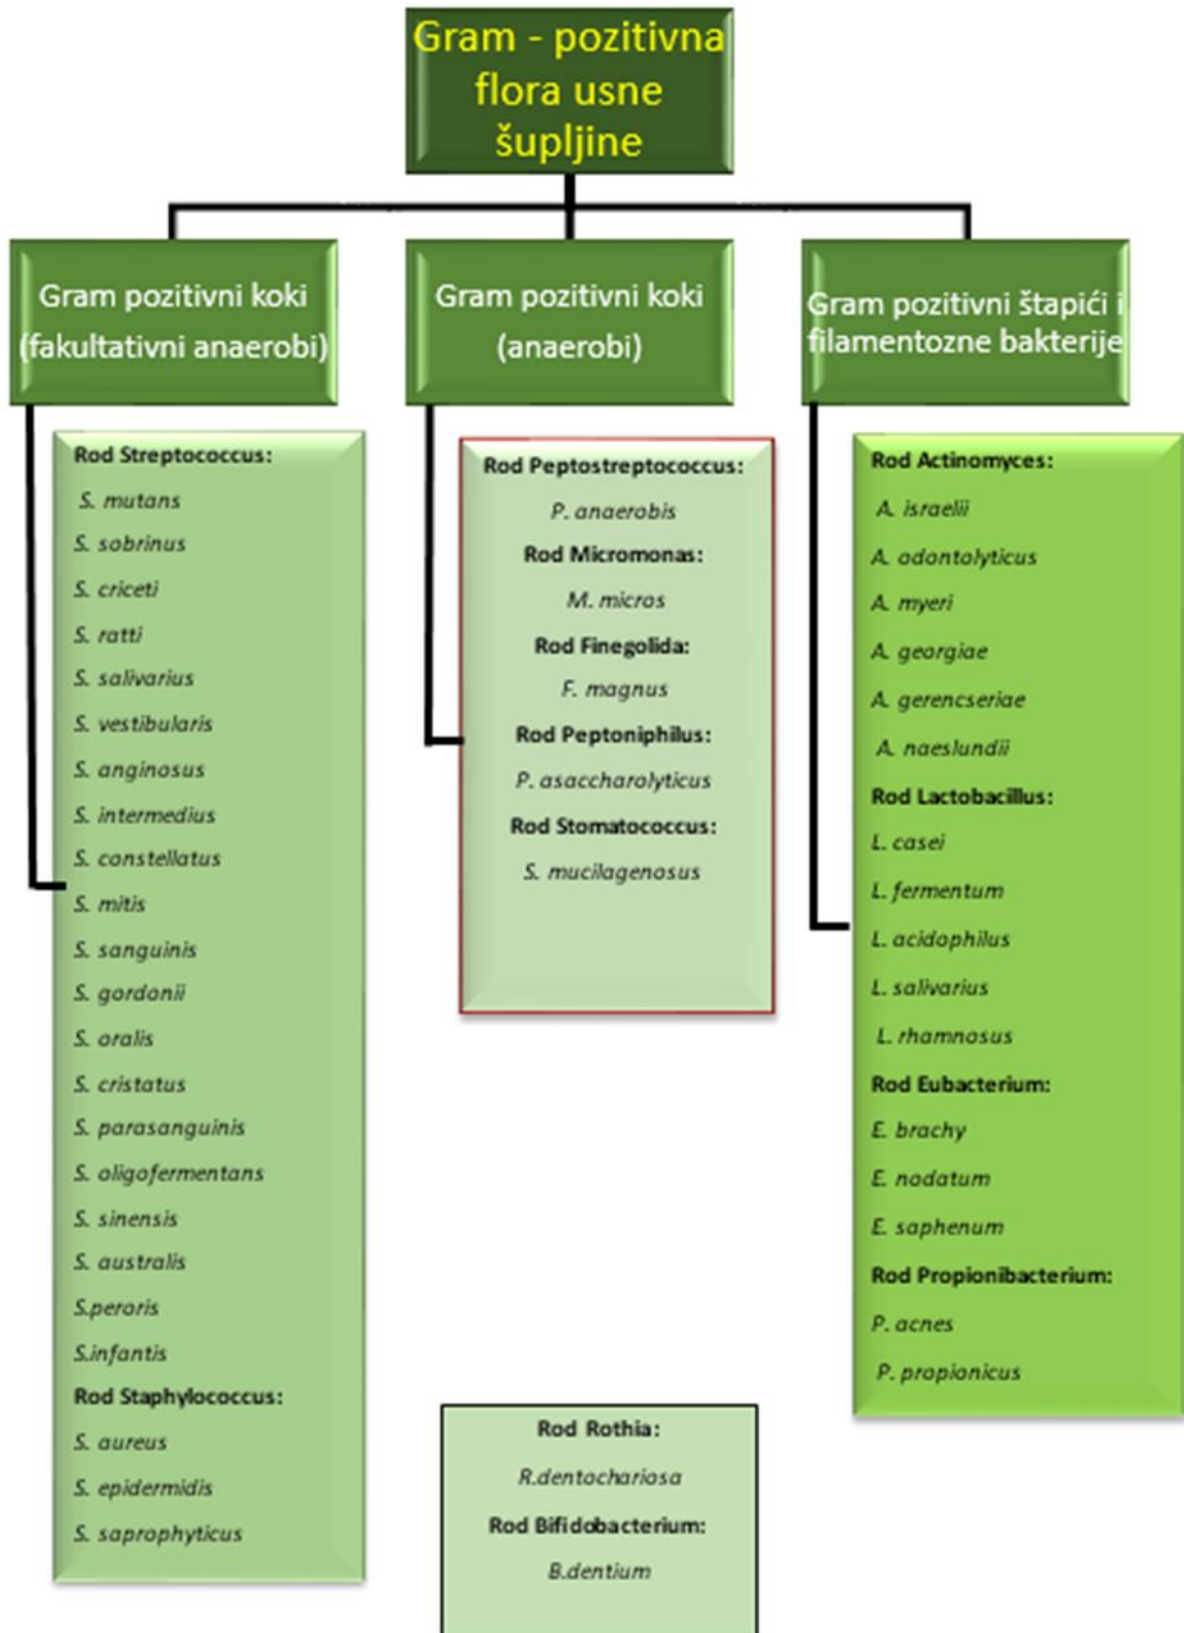 Gram - pozitivna
flora usne
šupljine
Gram pozitivni koki
(fakultativni anaerobi)
Rod Streptococcus:
S. mutans
S. sobrinus
S. criceti
S. ratti
S. salivarius
S. vestibularis
S. anginosus
S. intermedius
S. constellatus
S. mitis
S. sanguinis
S. gordonii
S. oralis
S. cristatus
S. parasanguinis
S. oligofermentans
S. sinensis
S. australis
S.peroris
S.infantis
Rod Staphylococcus:
S. aureus
S. epidermidis
S. saprophyticus
Gram pozitivni koki
(anaerobi)
Rod Peptostreptococcus:
P. anaerobis
Rod Micromonas:
M. micros
Rod Finegolida:
F. magnus
Rod Peptoniphilus:
P. asaccharolyticus
Rod Stomatococcus:
S. mucilagenosus
Gram pozitivni štapići i
filamentozne bakterije
Rod Actinomyces:
A. israelii
A. odontolyticus
A. myeri
A. georgiae
A. gerencseriae
A. naeslundii
Rod Lactobacillus:
L. casei
L. fermentum
L. acidophilus
L. salivarius
L. rhamnosus
Rod Eubacterium:
E. brachy
E. nodatum
E. saphenum
Rod Propionibacterium:
P. acnes
P. propionicus
Rod Rothia:
R.dentochariosa
Rod Bifidobacterium:
B.dentium